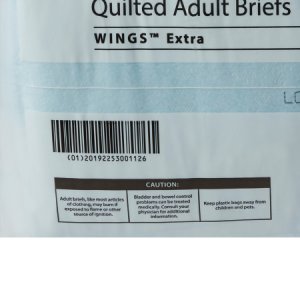 Quilted Adult Briefs
WINGS™ Extra
LO
(01)20192253001126
CAUTION:
Adult briefs, like most articles
of clothing, may burn if
exposed to flame or other
source of ignition.
Bladder and bowel control
problems can be treated
medically. Consult your
physician for additional
information.
Keep plastic bags away from
children and pets.